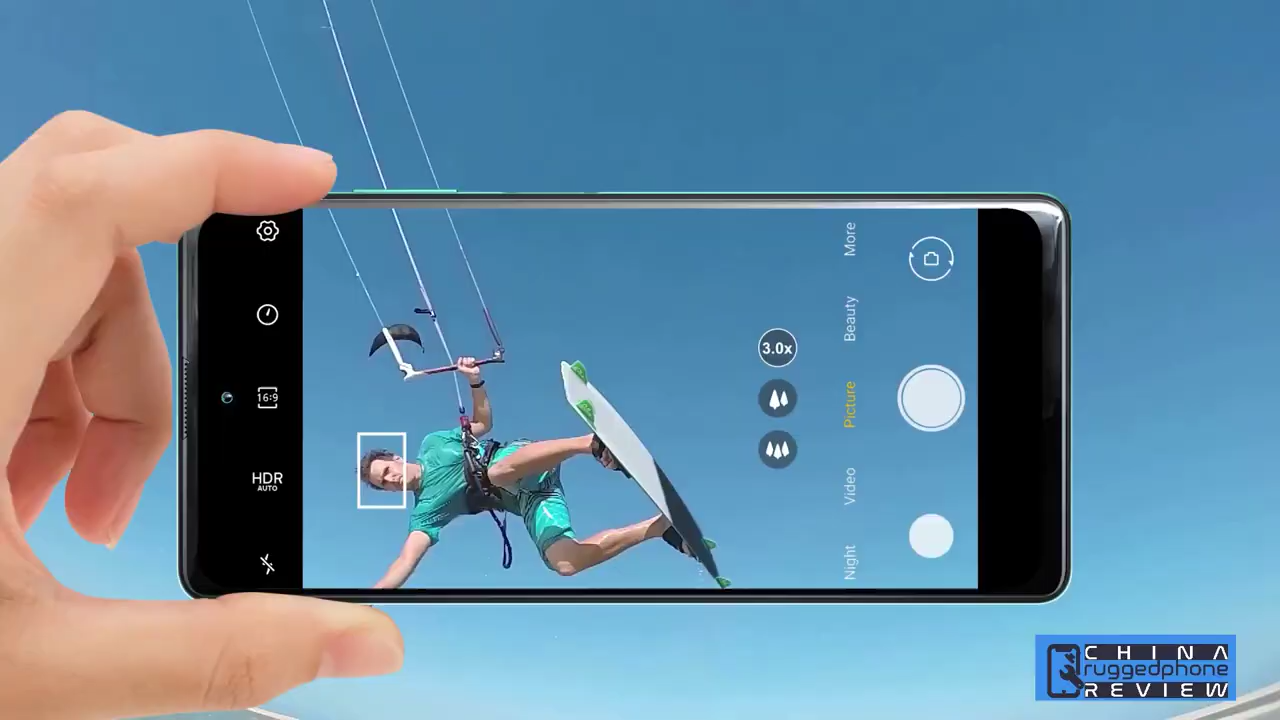 16:9
HDR
AUTO
3.0x
More
Beauty
Picture
Video
Night
CHINA
ruggedphone
REVIEW